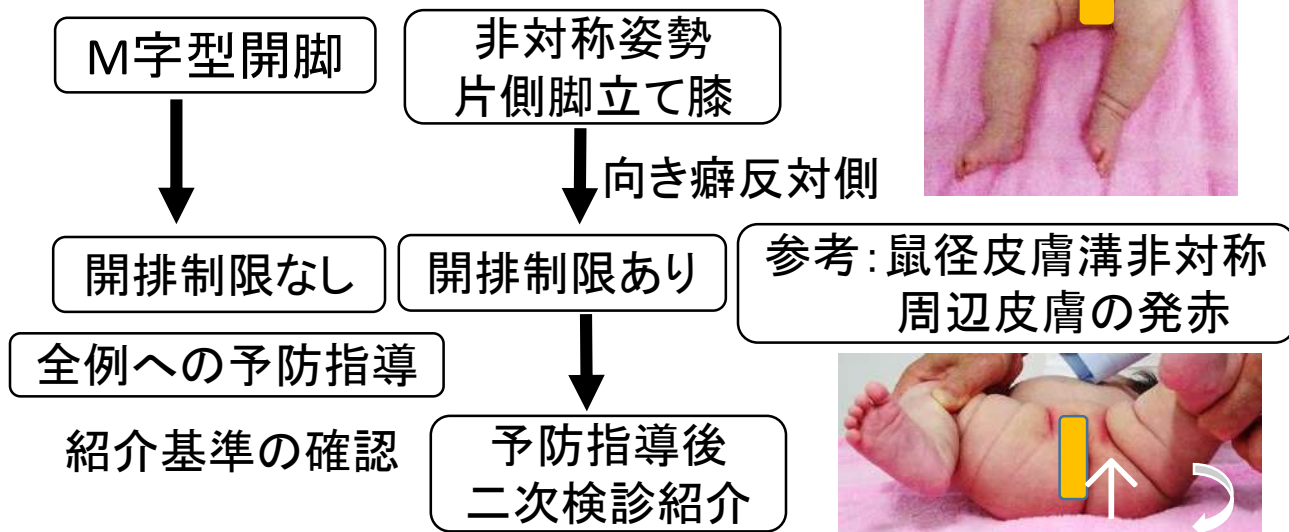 M字型開脚
非対称姿勢
片側脚立て膝
向き癖反対側
開排制限なし
開排制限あり
参考:鼠径皮膚溝非対称
周辺皮膚の発赤
全例への予防指導
紹介基準の確認
予防指導後
二次検診紹介